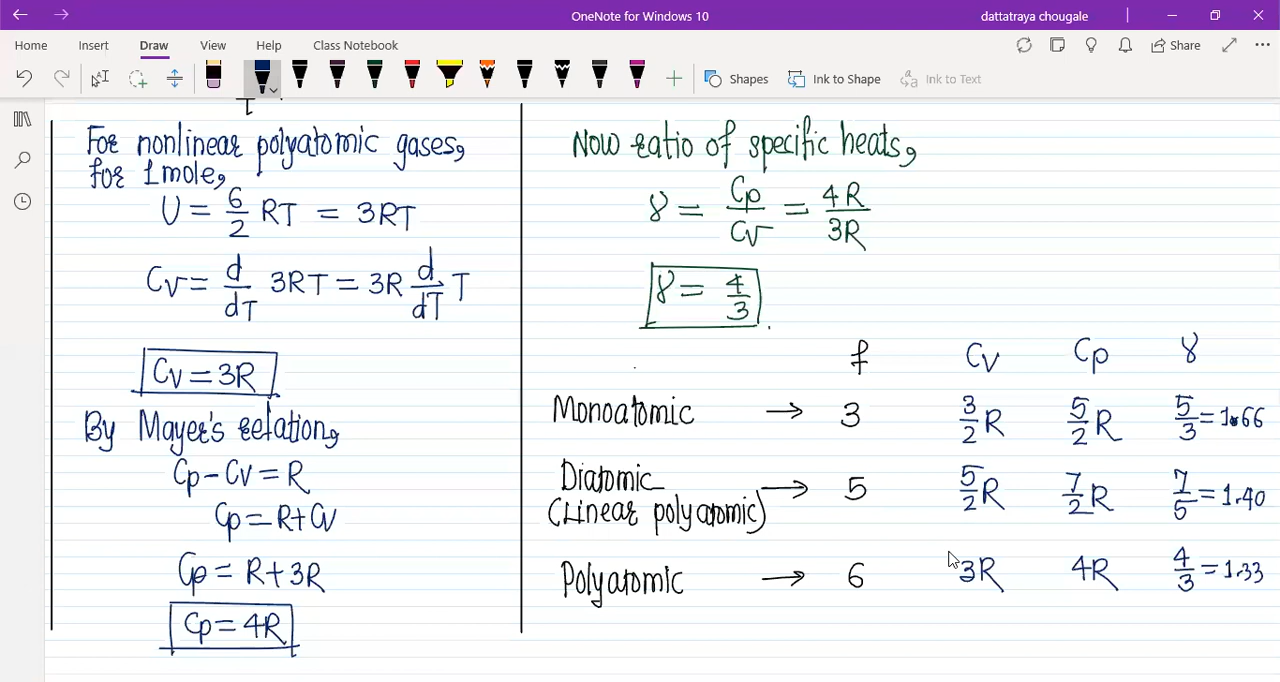 OneNote for Windows 10
dattatraya chougale
Home Insert Draw View Help Class Notebook Share
Shapes Ink to Shape Ink to Text
T
For nonlinear polyatomic gases,
for 1 mole,
U = 6/2 RT = 3RT
Cv = d/dT 3RT = 3R d/dT T
Cv = 3R
By Mayer's relation,
Cp - Cv = R
Cp = R + Cv
Cp = R + 3R
Cp = 4R
Now ratio of specific heats,
γ = Cp/Cv = 4R/3R
γ = 4/3
f Cv Cp γ
Monoatomic → 3 3/2 R 5/2 R 5/3 = 1.66
Diatomic → 5 5/2 R 7/2 R 7/5 = 1.40
(Linear polyatomic)
Polyatomic → 6 3R 4R 4/3 = 1.33